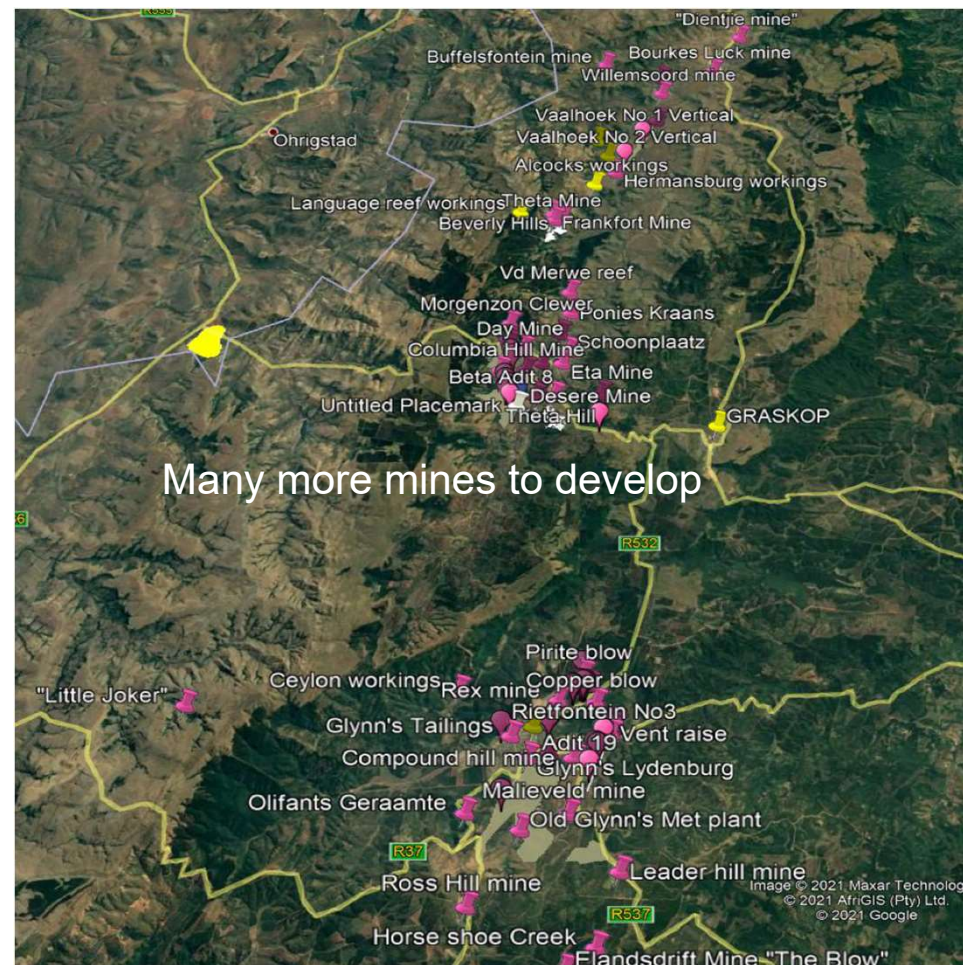 R555
"Dientjie mine"
Buffelsfontein mine
Bourkes Luck mine
Willemsoord mine
Vaalhoek No 1 Vertical
Vaalhoek No 2 Vertical
Ohrigstad
Alcocks workings
Hermansburg workings
Language reef workings
Theta Mine
Beverly Hills
Frankfort Mine
Vd Merwe reef
Morgenzon Clewer
Ponies Kraans
Day Mine
Schoonplaatz
Columbia Hill Mine
Eta Mine
Beta Adit 8
Desere Mine
Untitled Placemark
Theta Hill
GRASKOP
Many more mines to develop
R532
Pirite blow
Ceylon workings
Rex mine
Copper blow
"Little Joker"
Rietfontein No3
Glynn's Tailings
Vent raise
Adit 19
Compound hill mine
Glynn's Lydenburg
Malieveld mine
Olifants Geraamte
Old Glynn's Met plant
R37
Leader hill mine
Ross Hill mine
Image © 2021 Maxar Technolog
© 2021 AfriGIS (Pty) Ltd.
© 2021 Google
R537
Horse shoe Creek
Elandsdrift Mine "The Blow"